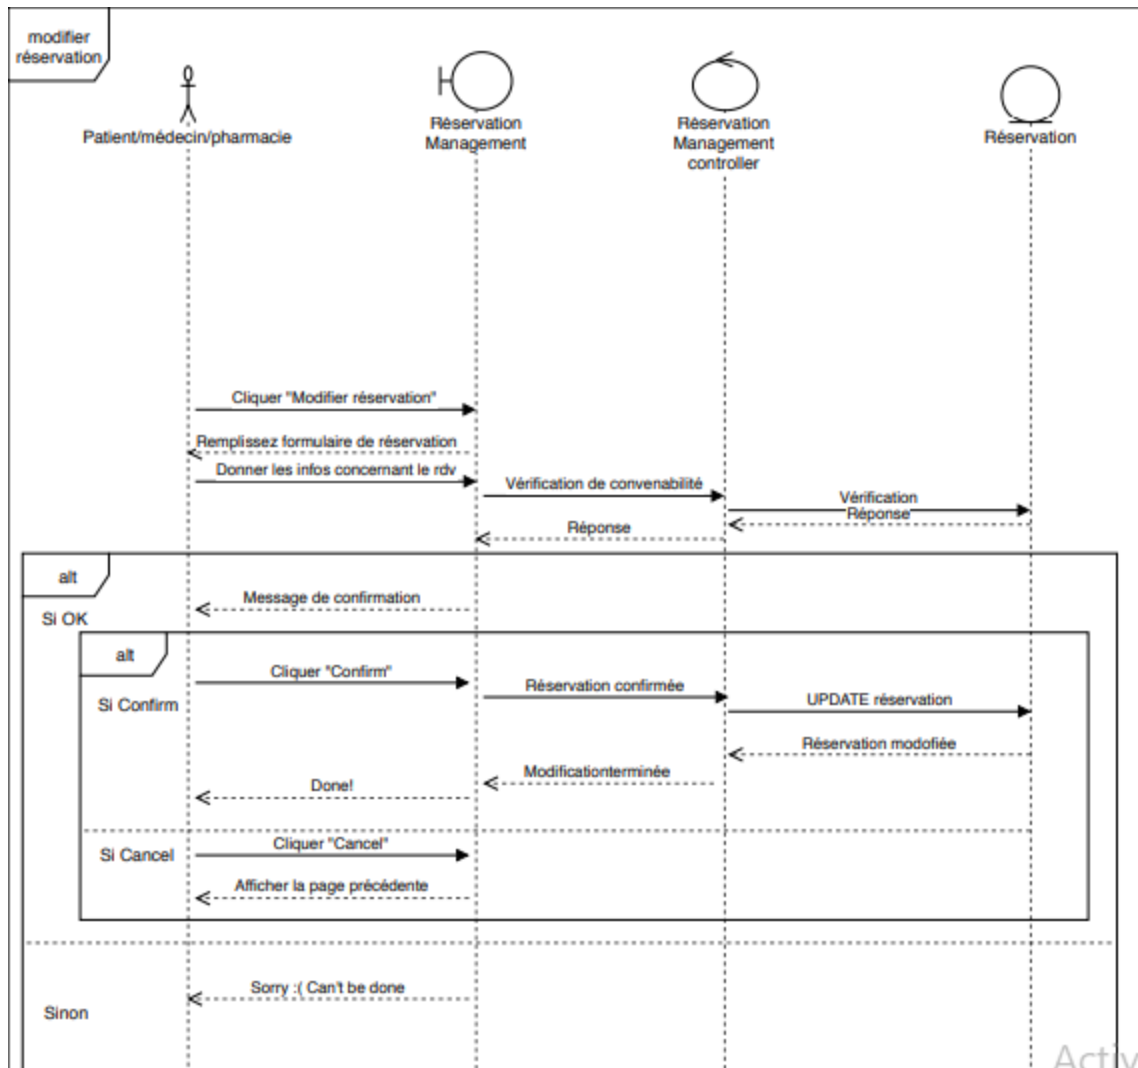 modifier
réservation
Patient/médecin/pharmacie
Réservation
Management
Réservation
Management
controller
Réservation
Cliquer "Modifier réservation"
Remplissez formulaire de réservation
Donner les infos concernant le rdv
Vérification de convenabilité
Vérification
Réponse
Réponse
alt
Message de confirmation
Si OK
alt
Cliquer "Confirm"
Réservation confirmée
Si Confirm
UPDATE réservation
Réservation modofiée
Modificationterminée
Done!
Cliquer "Cancel"
Si Cancel
Afficher la page précédente
Sorry :( Can't be done
Sinon